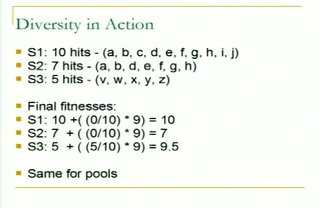 Diversity in Action
S1: 10 hits - (a, b, c, d, e, f, g, h, i, j)
S2: 7 hits - (a, b, d, e, f, g, h)
S3: 5 hits - (v, w, x, y, z)
Final fitnesses:
S1: 10 +( (0/10) * 9) = 10
S2: 7 + ( (0/10) * 9) = 7
S3: 5 + ( (5/10) * 9) = 9.5
Same for pools